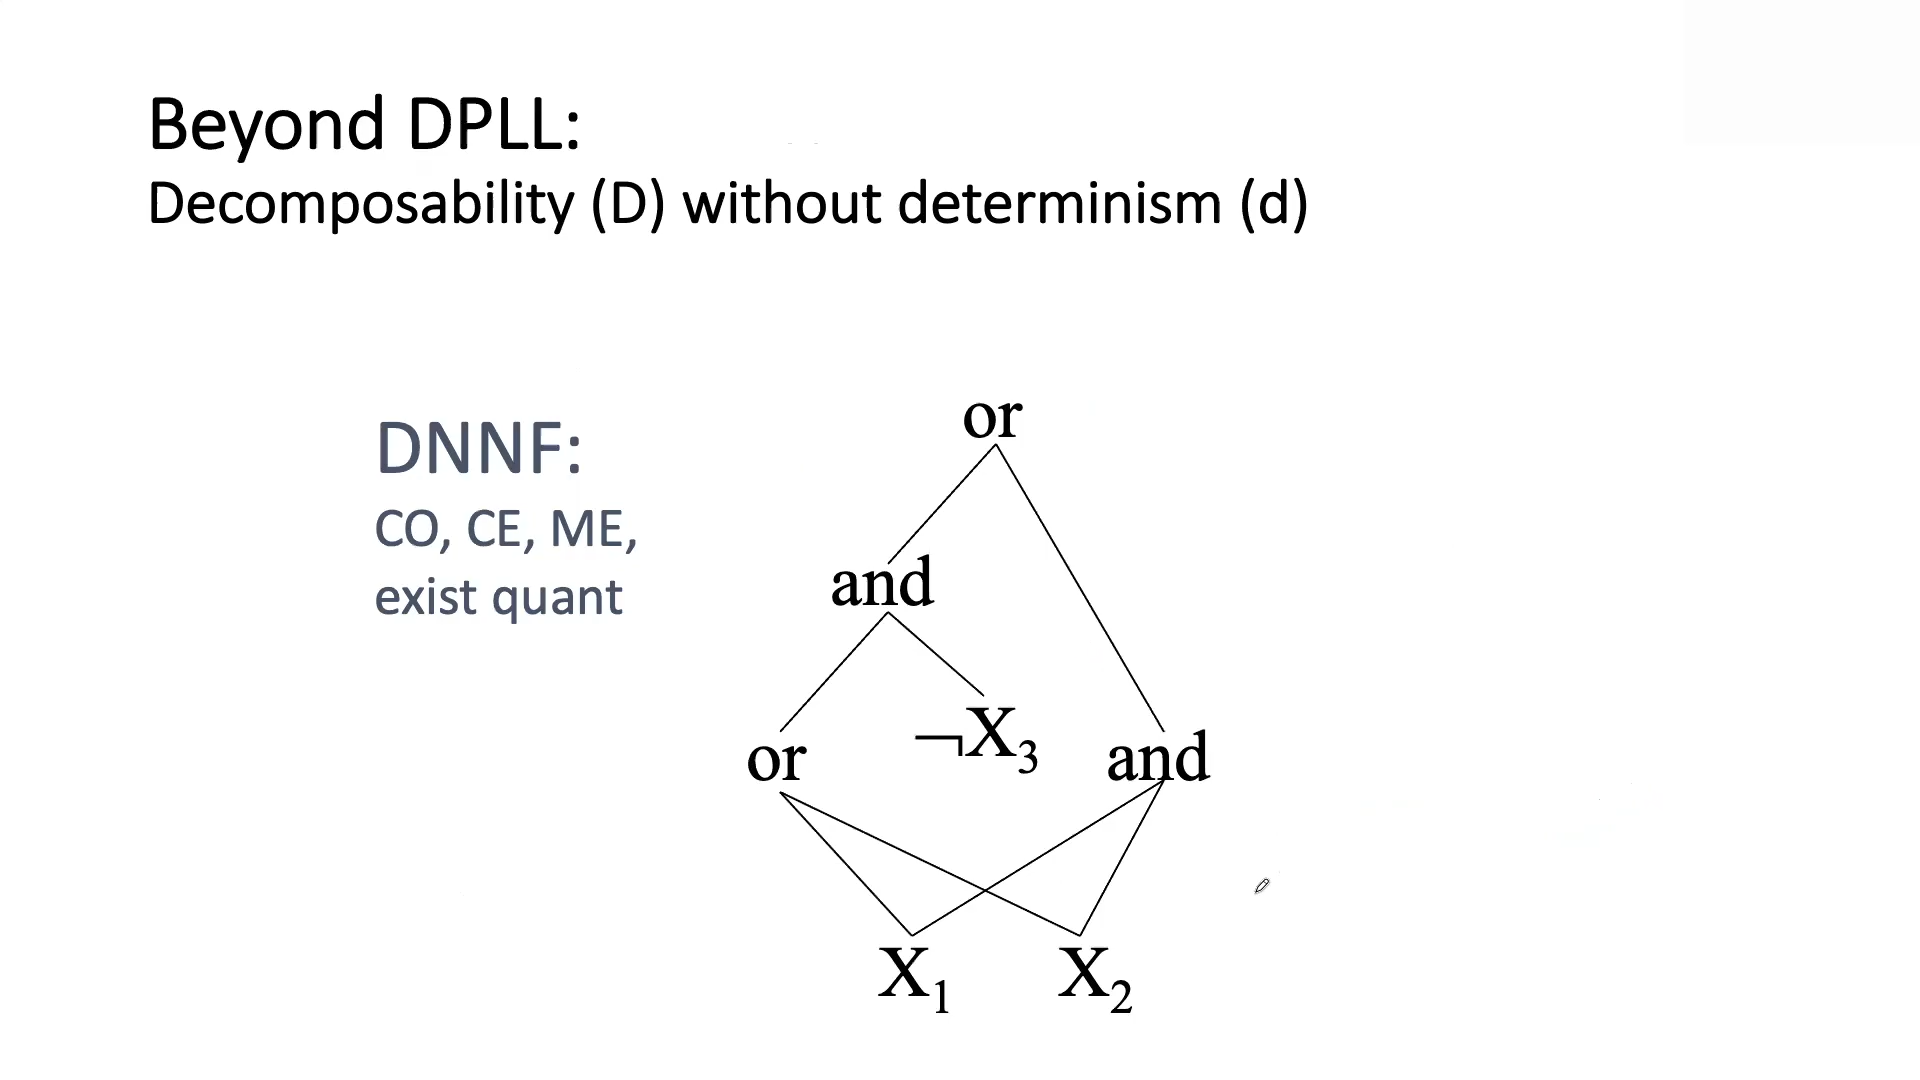 Beyond DPLL:
Decomposability (D) without determinism (d)
DNNF:
CO, CE, ME,
exist quant
or
and
or
¬X₃
and
X₁
X₂